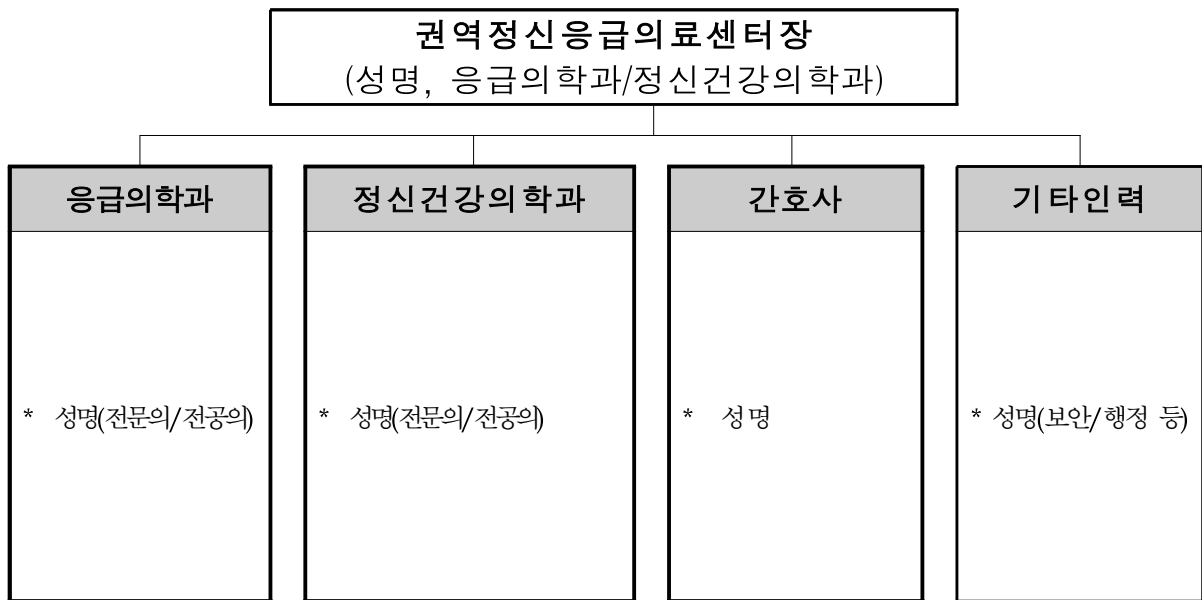 권역정신응급의료센터장
(성명, 응급의학과/정신건강의학과)
응급의학과
정신건강의학과
간호사
기타인력
* 성명(전문의/전공의)
* 성명(전문의/전공의)
* 성명
* 성명(보안/행정 등)